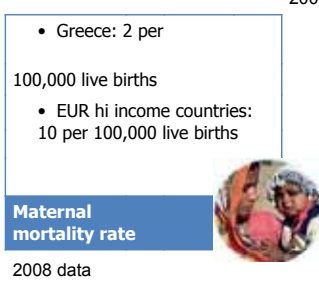 200
• Greece: 2 per
100,000 live births
• EUR hi income countries:
10 per 100,000 live births
Maternal
mortality rate
2008 data